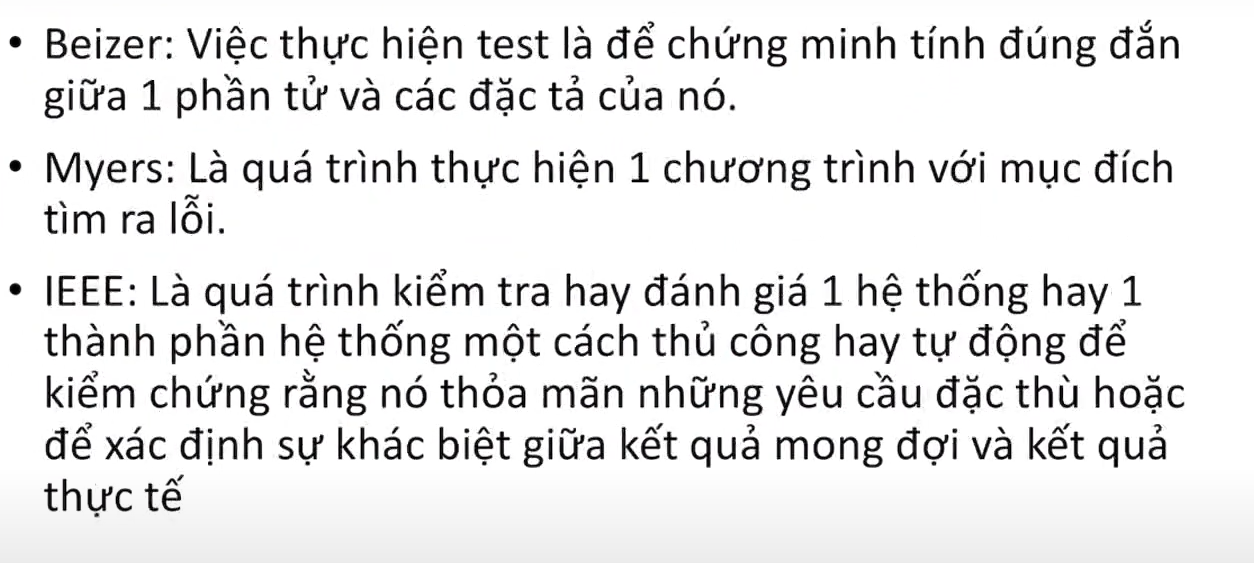 • Beizer: Việc thực hiện test là để chứng minh tính đúng đắn
giữa 1 phần tử và các đặc tả của nó.
• Myers: Là quá trình thực hiện 1 chương trình với mục đích
tìm ra lỗi.
• IEEE: Là quá trình kiểm tra hay đánh giá 1 hệ thống hay 1
thành phần hệ thống một cách thủ công hay tự động để
kiểm chứng rằng nó thỏa mãn những yêu cầu đặc thù hoặc
để xác định sự khác biệt giữa kết quả mong đợi và kết quả
thực tế